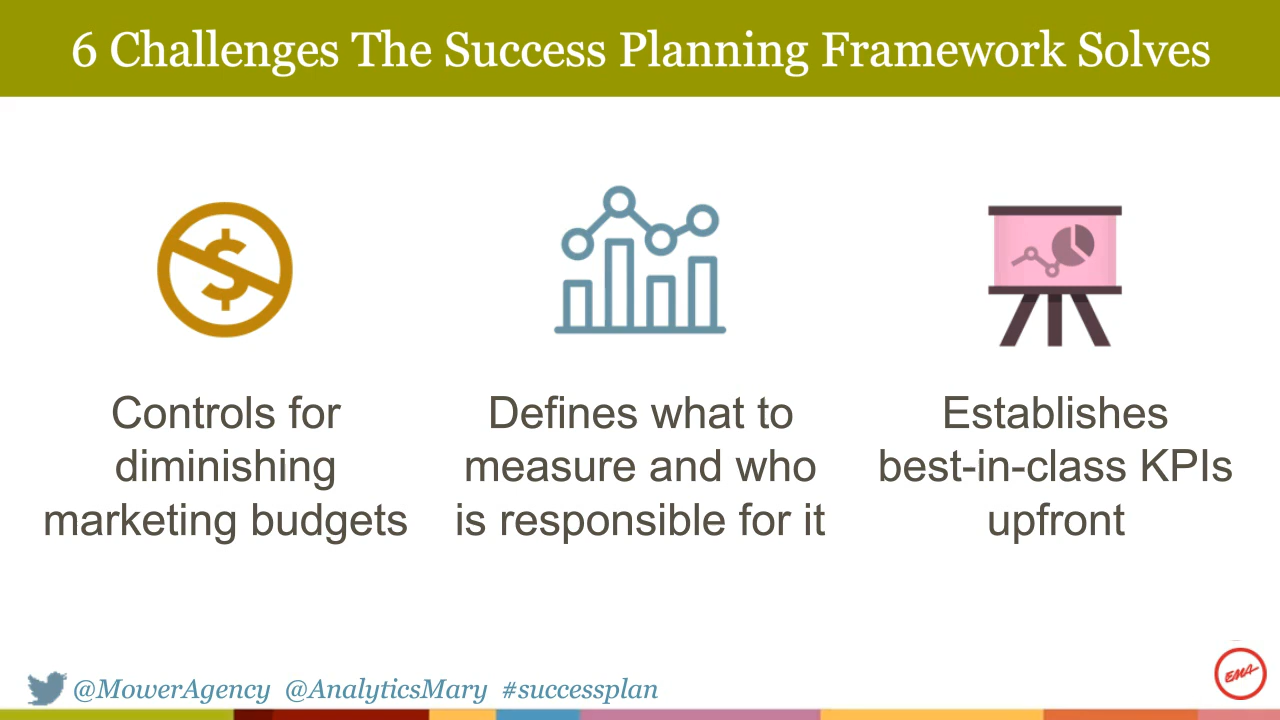 6 Challenges The Success Planning Framework Solves
$
Controls for
diminishing
marketing budgets
Defines what to
measure and who
is responsible for it
Establishes
best-in-class KPIs
upfront
@MowerAgency @AnalyticsMary #successplan
EMA